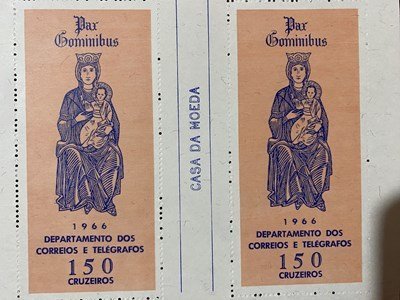 Pax
Hominibus
1966
DEPARTAMENTO DOS
CORREIOS E TELÉGRAFOS
150
CRUZEIROS
CASA DA MOEDA
Pax
Hominibus
1966
DEPARTAMENTO DOS
CORREIOS E TELÉGRAFOS
150
CRUZEIROS